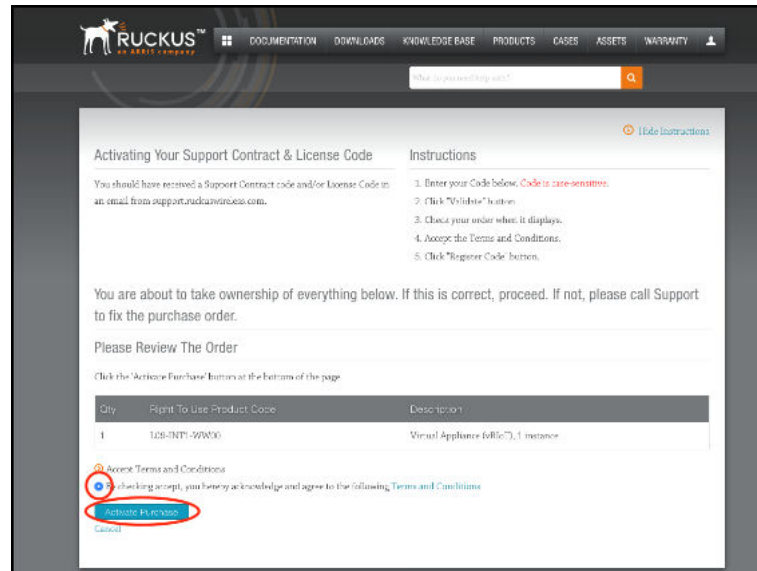 RUCKUS™
an ARRIS company
DOCUMENTATION DOWNLOADS KNOWLEDGE BASE PRODUCTS CASES ASSETS WARRANTY
What do you need help with?
Hide Instructions
Activating Your Support Contract & License Code
You should have received a Support Contract code and/or License Code in
an email from support.ruckuswireless.com.
Instructions
1. Enter your Code below. Code is case-sensitive.
2. Click "Validate" button
3. Check your order when it displays.
4. Accept the Terms and Conditions.
5. Click "Register Code" button.
You are about to take ownership of everything below. If this is correct, proceed. If not, please call Support
to fix the purchase order.
Please Review The Order
Click the 'Activate Purchase' button at the bottom of the page
Qty Right To Use Product Code Description
1 Virtual Appliance 1 instance
Accept Terms and Conditions
By checking accept, you hereby acknowledge and agree to the following Terms and Conditions
Activate Purchase
Cancel